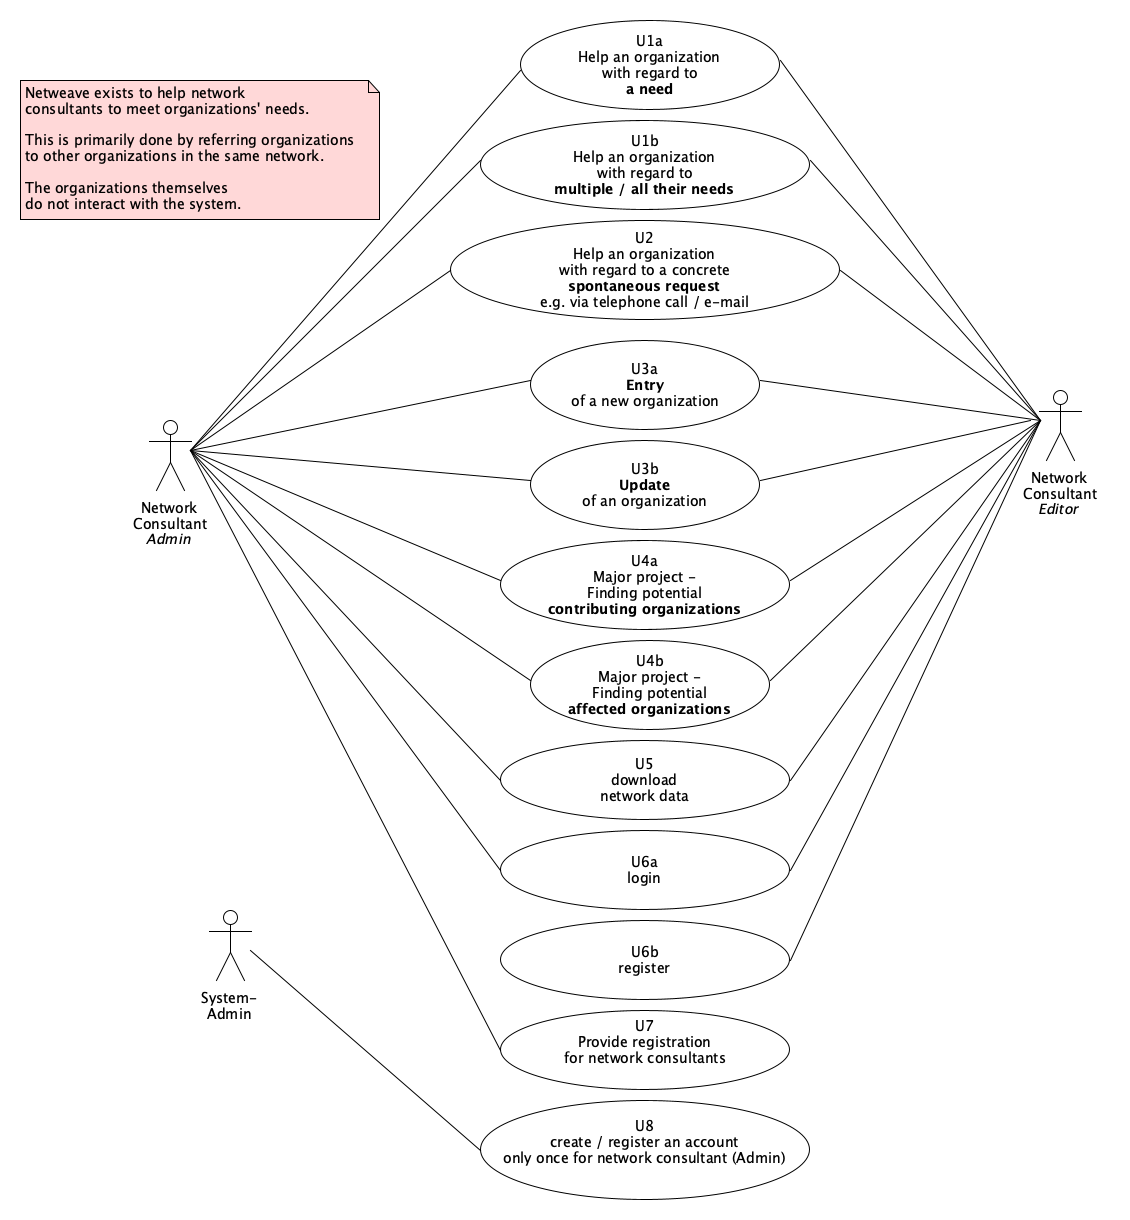 Netweave exists to help network
consultants to meet organizations' needs.
This is primarily done by referring organizations
to other organizations in the same network.
The organizations themselves
do not interact with the system.
U1a
Help an organization
with regard to
a need
U1b
Help an organization
with regard to
multiple / all their needs
U2
Help an organization
with regard to a concrete
spontaneous request
e.g. via telephone call / e-mail
U3a
Entry
of a new organization
U3b
Update
of an organization
Network
Consultant
Admin
Network
Consultant
Editor
U4a
Major project -
Finding potential
contributing organizations
U4b
Major project -
Finding potential
affected organizations
U5
download
network data
U6a
login
U6b
register
System-
Admin
U7
Provide registration
for network consultants
U8
create / register an account
only once for network consultant (Admin)